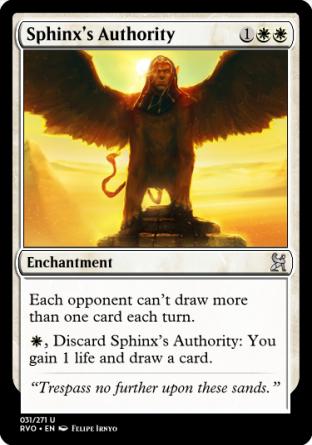 Sphinx's Authority 1
Enchantment
Each opponent can't draw more
than one card each turn.
, Discard Sphinx's Authority: You
gain 1 life and draw a card.
"Trespass no further upon these sands."
031/271 U
RVO • EN Felipe Irnyo